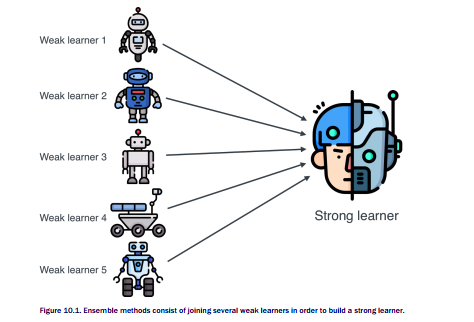 Weak learner 1
Weak learner 2
Weak learner 3
Weak learner 4
Weak learner 5
Strong learner
Figure 10.1. Ensemble methods consist of joining several weak learners in order to build a strong learner.